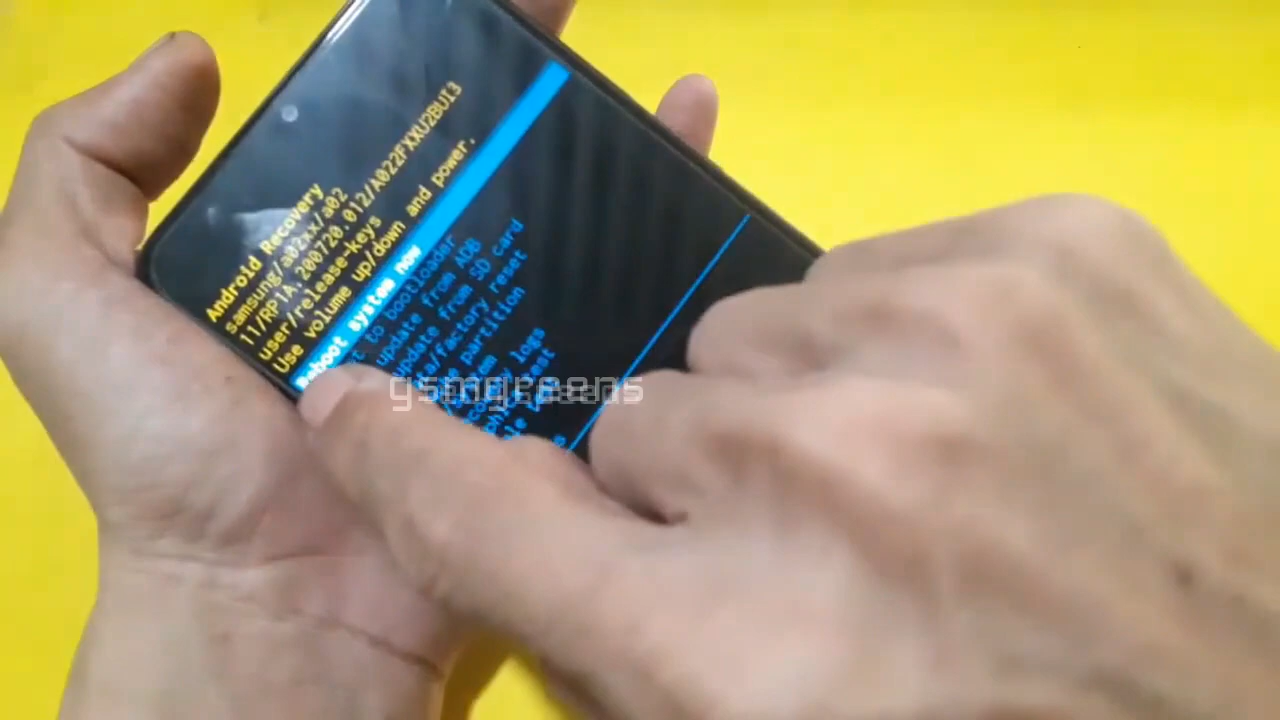 Android Recovery
samsung/a02xx/a02
11/RP1A.200720.012/A022FXXU2BUI3
user/release-keys
Use volume up/down and power.
Reboot system now
to bootloader
update from ADB
update from SD card
factory reset
partition
logs
test
gsmgreens